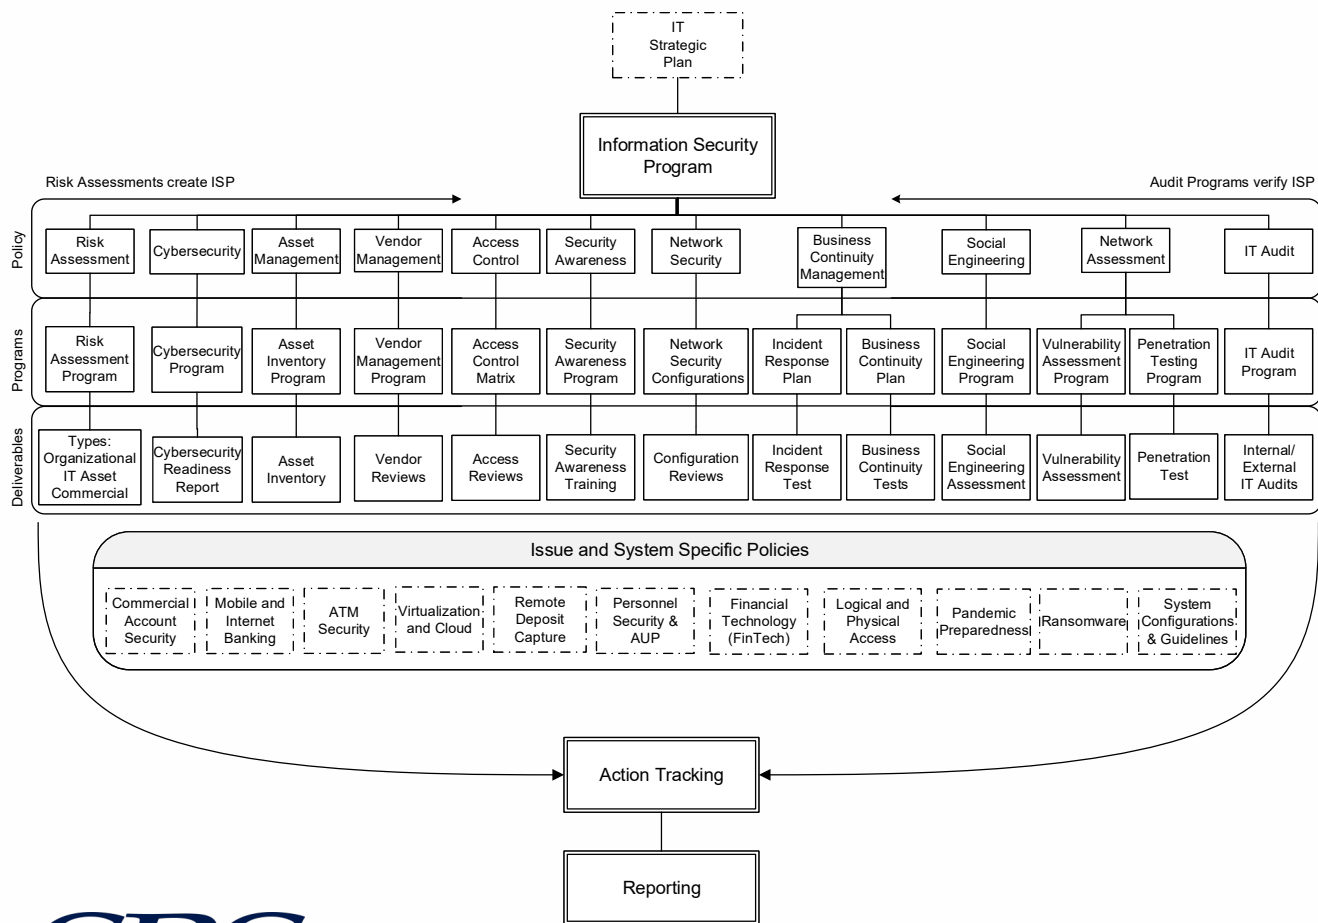 IT
Strategic
Plan
Information Security
Program
Risk Assessments create ISP
Audit Programs verify ISP
Policy
Risk
Assessment
Cybersecurity
Asset
Management
Vendor
Management
Access
Control
Security
Awareness
Network
Security
Business
Continuity
Management
Social
Engineering
Network
Assessment
IT Audit
Programs
Risk
Assessment
Program
Cybersecurity
Program
Asset
Inventory
Program
Vendor
Management
Program
Access
Control
Matrix
Security
Awareness
Program
Network
Security
Configurations
Incident
Response
Plan
Business
Continuity
Plan
Social
Engineering
Program
Vulnerability
Assessment
Program
Penetration
Testing
Program
IT Audit
Program
Deliverables
Types:
Organizational
IT Asset
Commercial
Cybersecurity
Readiness
Report
Asset
Inventory
Vendor
Reviews
Access
Reviews
Security
Awareness
Training
Configuration
Reviews
Incident
Response
Test
Business
Continuity
Tests
Social
Engineering
Assessment
Vulnerability
Assessment
Penetration
Test
Internal/
External
IT Audits
Issue and System Specific Policies
Commercial
Account
Security
Mobile and
Internet
Banking
ATM
Security
Virtualization
and Cloud
Remote
Deposit
Capture
Personnel
Security &
AUP
Financial
Technology
(FinTech)
Logical and
Physical
Access
Pandemic
Preparedness
Ransomware
System
Configurations
& Guidelines
Action Tracking
Reporting